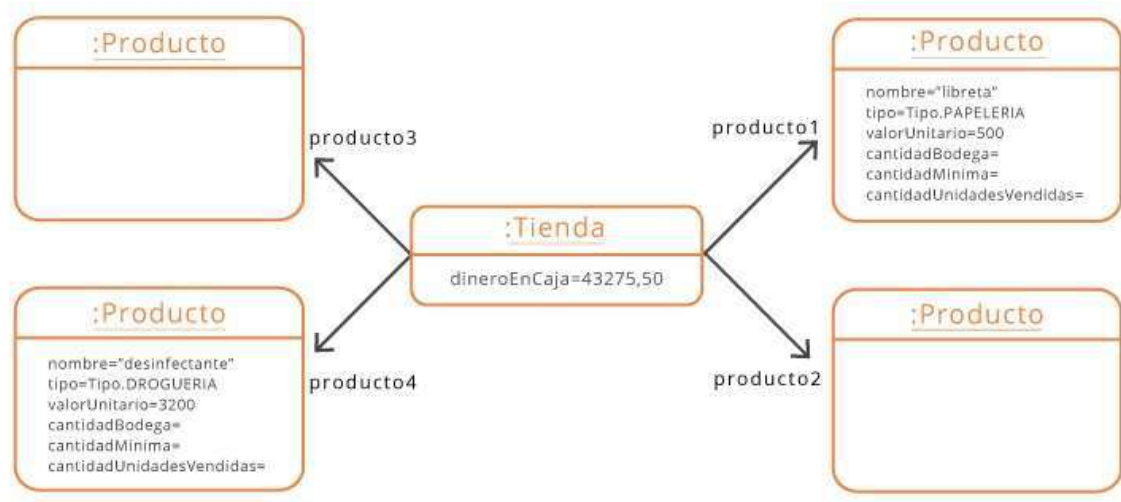 :Producto
producto3
:Producto
nombre="libreta"
tipo=Tipo.PAPELERIA
valorUnitario=500
cantidadBodega=
cantidadMinima=
cantidadUnidadesVendidas=
producto1
:Tienda
dineroEnCaja=43275,50
:Producto
nombre="desinfectante"
tipo=Tipo.DROGUERIA
valorUnitario=3200
cantidadBodega=
cantidadMinima=
cantidadUnidadesVendidas=
producto4
:Producto
producto2